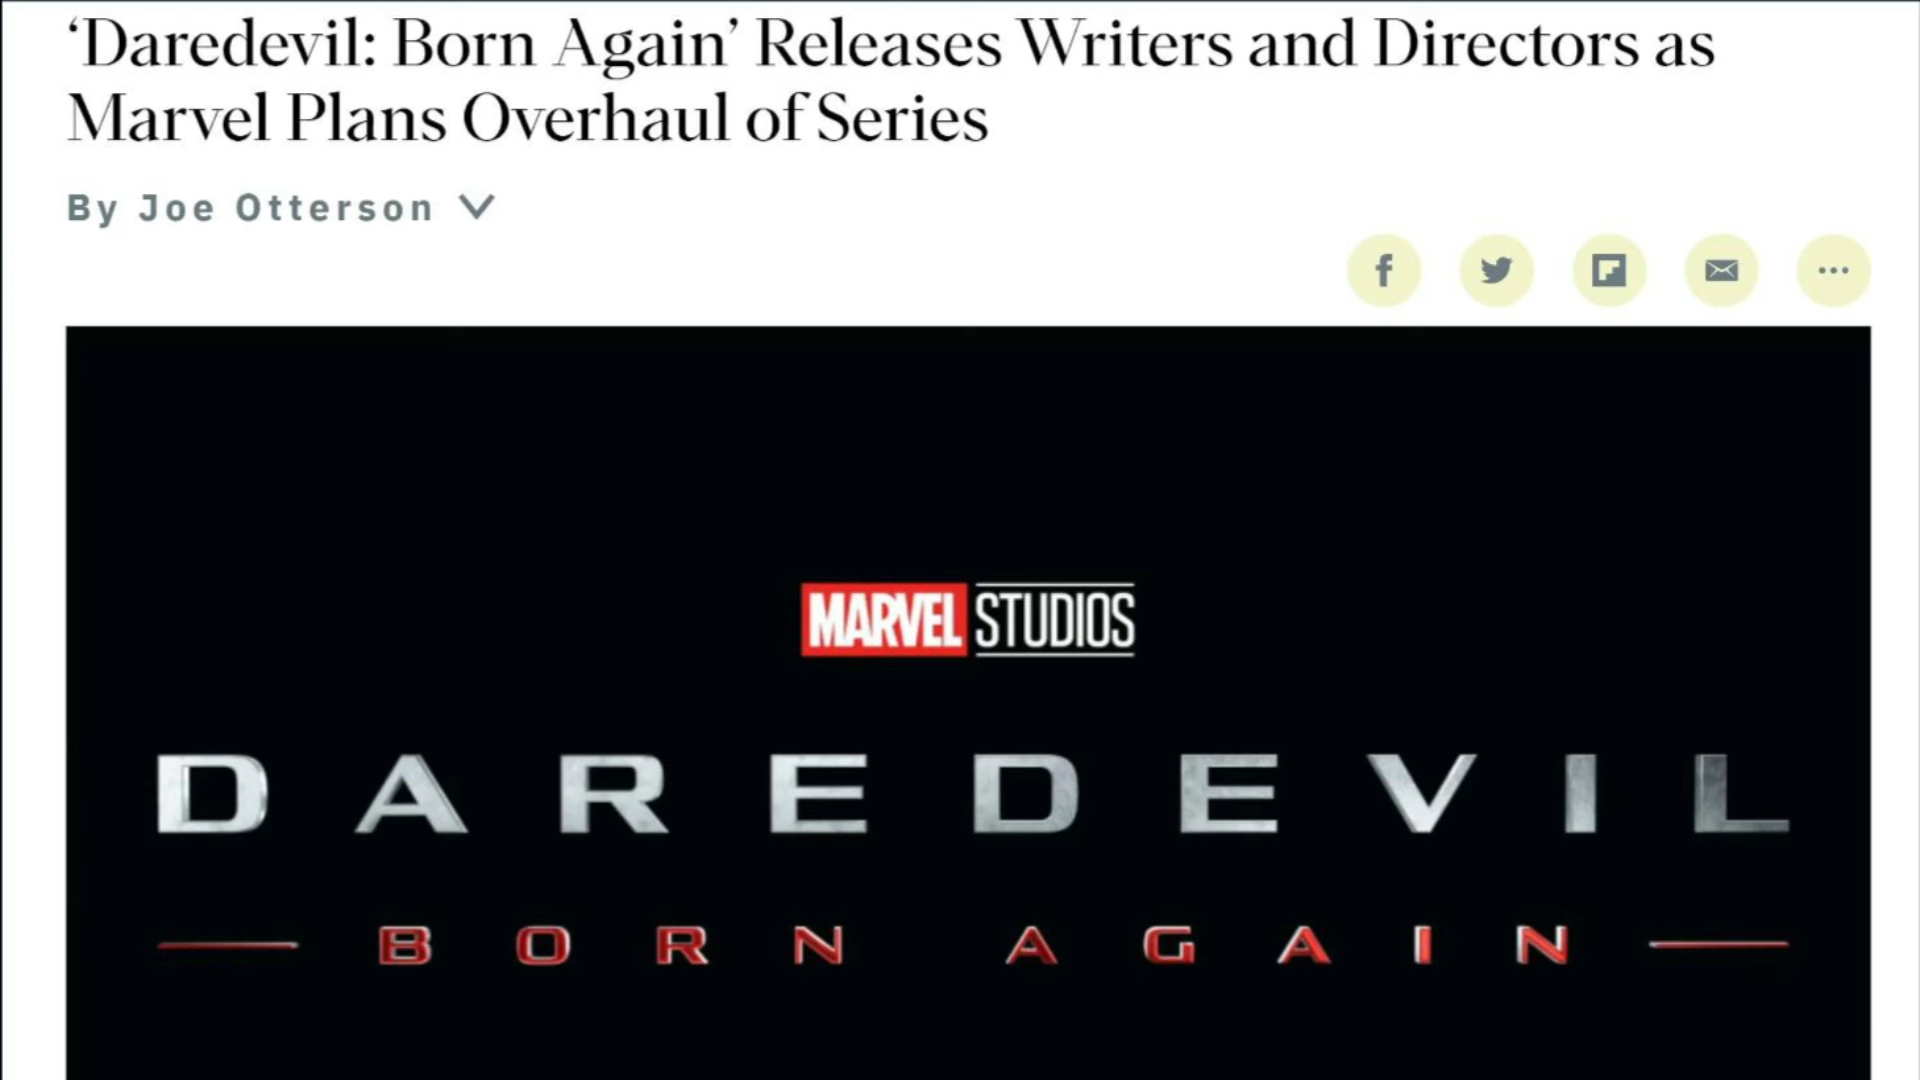 ‘Daredevil: Born Again’ Releases Writers and Directors as
Marvel Plans Overhaul of Series
By Joe Otterson
MARVEL STUDIOS
DAREDEVIL
BORN AGAIN